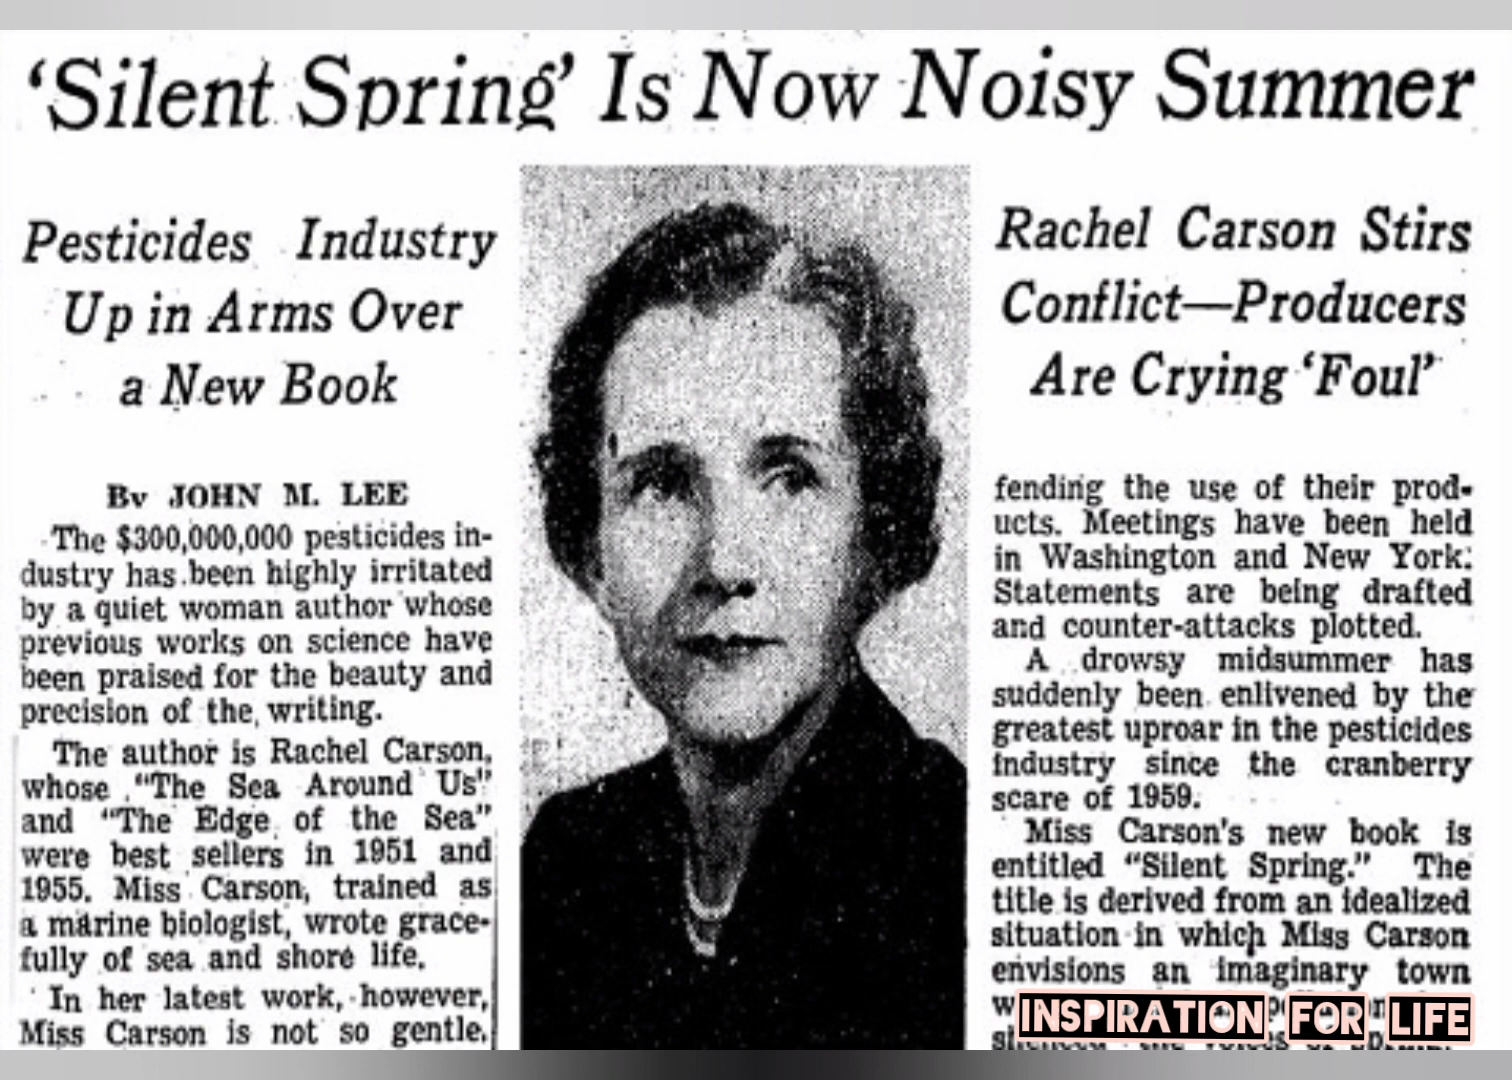 ‘Silent Spring’ Is Now Noisy Summer
Pesticides Industry
Up in Arms Over
a New Book
By JOHN M. LEE
The $300,000,000 pesticides in-
dustry has been highly irritated
by a quiet woman author whose
previous works on science have
been praised for the beauty and
precision of the writing.
The author is Rachel Carson,
whose "The Sea Around Us"
and "The Edge of the Sea"
were best sellers in 1951 and
1955. Miss Carson, trained as
a marine biologist, wrote grace-
fully of sea and shore life.
In her latest work, however,
Miss Carson is not so gentle.
Rachel Carson Stirs
Conflict—Producers
Are Crying ‘Foul’
fending the use of their prod-
ucts. Meetings have been held
in Washington and New York.
Statements are being drafted
and counter-attacks plotted.
A drowsy midsummer has
suddenly been enlivened by the
greatest uproar in the pesticides
industry since the cranberry
scare of 1959.
Miss Carson's new book is
entitled "Silent Spring." The
title is derived from an idealized
situation in which Miss Carson
envisions an imaginary town
INSPIRATION FOR LIFE